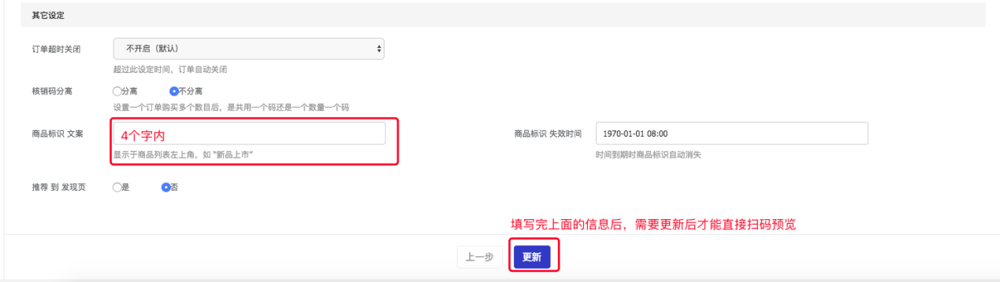 其它设定
订单超时关闭 不开启（默认）
超过此设定时间，订单自动关闭
核销码分离 分离 不分离
设置一个订单购买多个数目后，是共用一个码还是一个数量一个码
商品标识 文案 4个字内 商品标识 失效时间 1970-01-01 08:00
显示于商品列表左上角，如 "新品上市" 时间到期时商品标识自动消失
推荐 到 发现页 是 否
填写完上面的信息后，需要更新后才能直接扫码预览
上一步 更新